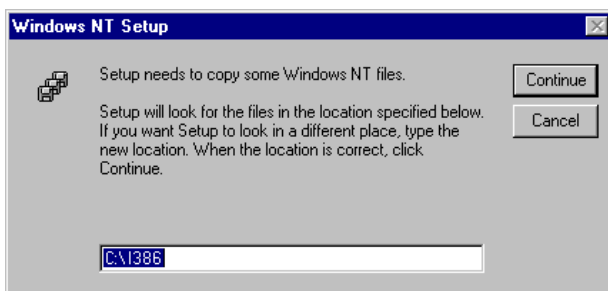 Windows NT Setup
Setup needs to copy some Windows NT files.
Setup will look for the files in the location specified below.
If you want Setup to look in a different place, type the
new location. When the location is correct, click
Continue.
Continue
Cancel
C:\I386